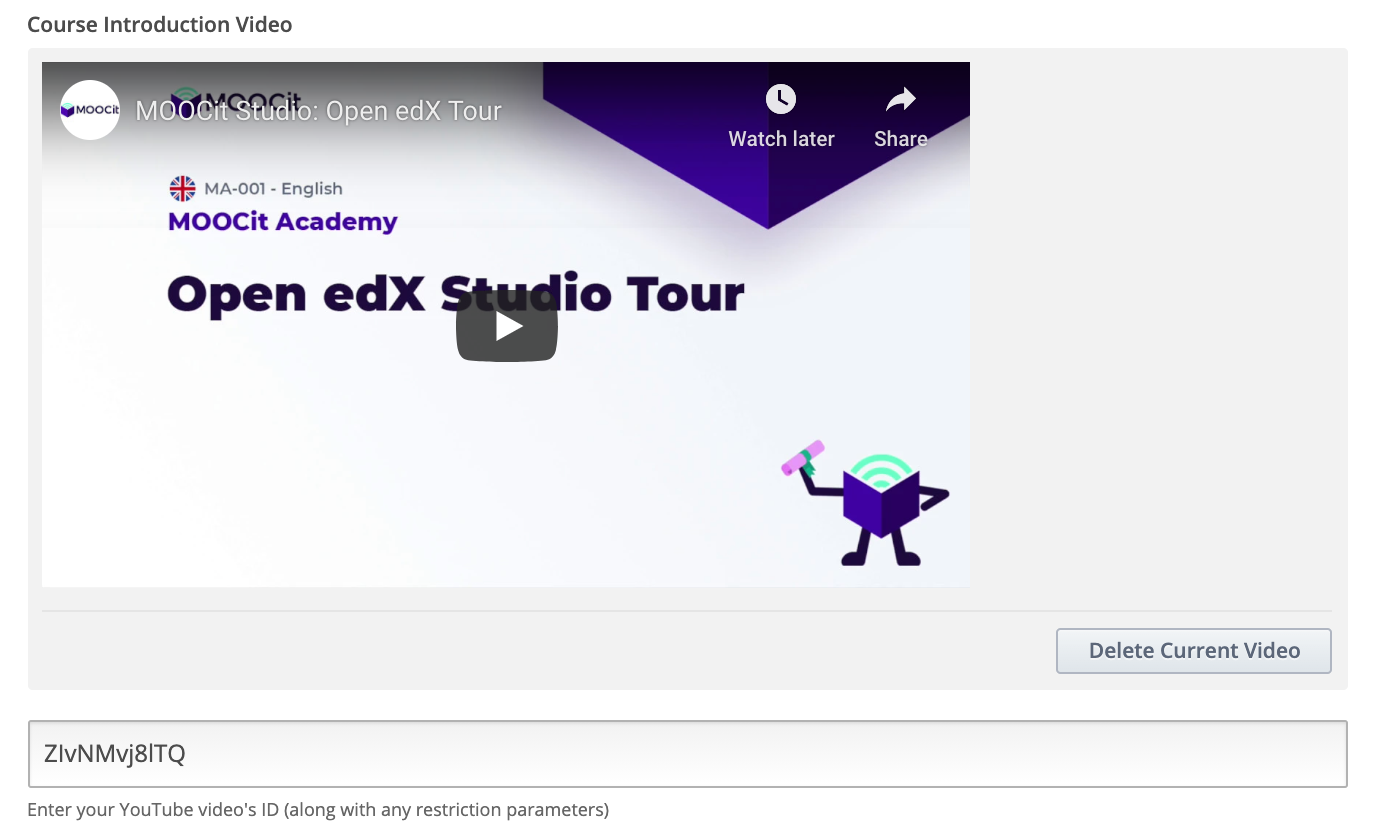 Course Introduction Video
MOOCit
MOOCit
MOOCit Studio: Open edX Tour
Watch later
Share
MA-001 - English
MOOCit Academy
Open edX Studio Tour
Delete Current Video
ZIvNMvj8lTQ
Enter your YouTube video's ID (along with any restriction parameters)